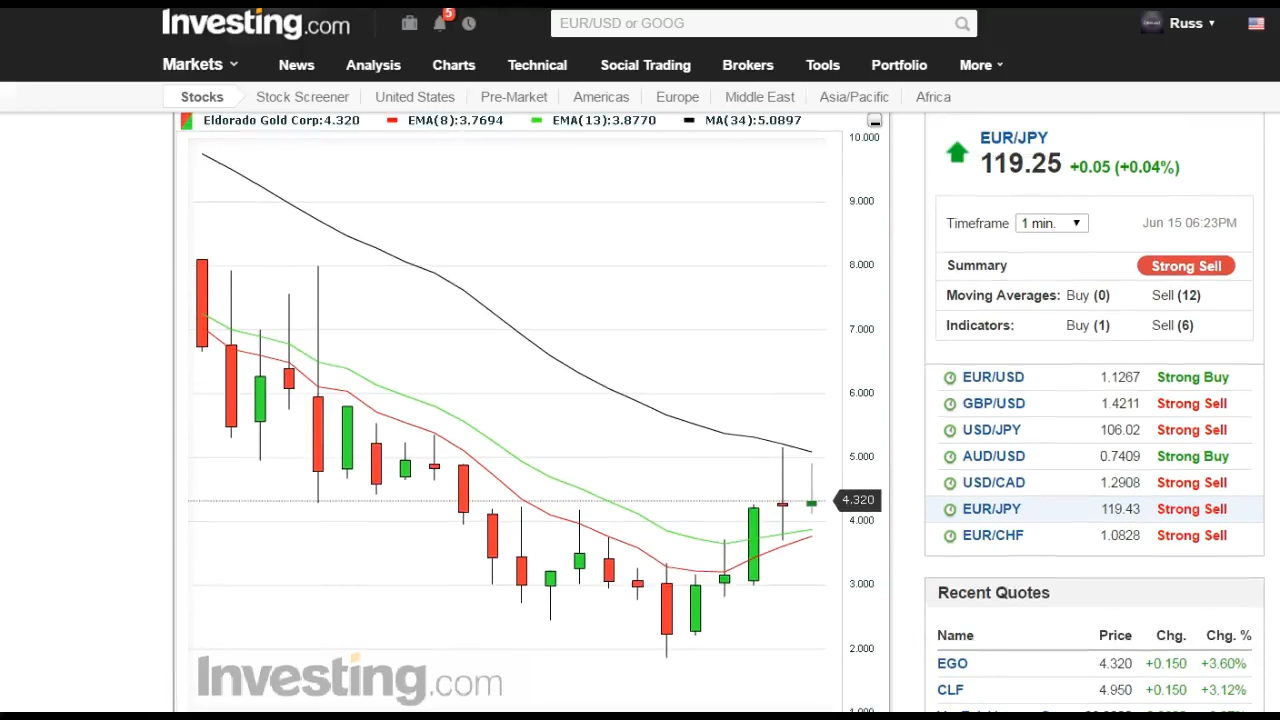 Investing.com
5
EUR/USD or GOOG
Russ
Markets News Analysis Charts Technical Social Trading Brokers Tools Portfolio More
Stocks Stock Screener United States Pre-Market Americas Europe Middle East Asia/Pacific Africa
Eldorado Gold Corp:4.320 EMA(8):3.7694 EMA(13):3.8770 MA(34):5.0897
10.000
9.000
8.000
7.000
6.000
5.000
4.320
4.000
3.000
2.000
Investing.com
EUR/JPY
119.25 +0.05 (+0.04%)
Timeframe 1 min. Jun 15 06:23PM
Summary Strong Sell
Moving Averages: Buy (0) Sell (12)
Indicators: Buy (1) Sell (6)
EUR/USD 1.1267 Strong Buy
GBP/USD 1.4211 Strong Sell
USD/JPY 106.02 Strong Sell
AUD/USD 0.7409 Strong Buy
USD/CAD 1.2908 Strong Sell
EUR/JPY 119.43 Strong Sell
EUR/CHF 1.0828 Strong Sell
Recent Quotes
Name Price Chg. Chg. %
EGO 4.320 +0.150 +3.60%
CLF 4.950 +0.150 +3.12%